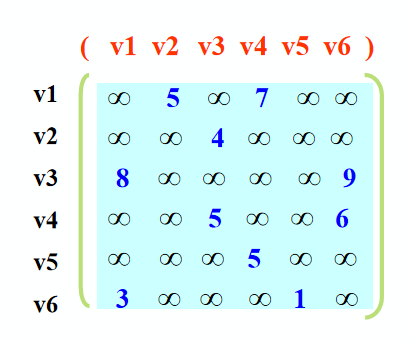 ( v1 v2 v3 v4 v5 v6 )
v1 ∞ 5 ∞ 7 ∞ ∞
v2 ∞ ∞ 4 ∞ ∞ ∞
v3 8 ∞ ∞ ∞ ∞ 9
v4 ∞ ∞ 5 ∞ ∞ 6
v5 ∞ ∞ ∞ 5 ∞ ∞
v6 3 ∞ ∞ ∞ 1 ∞